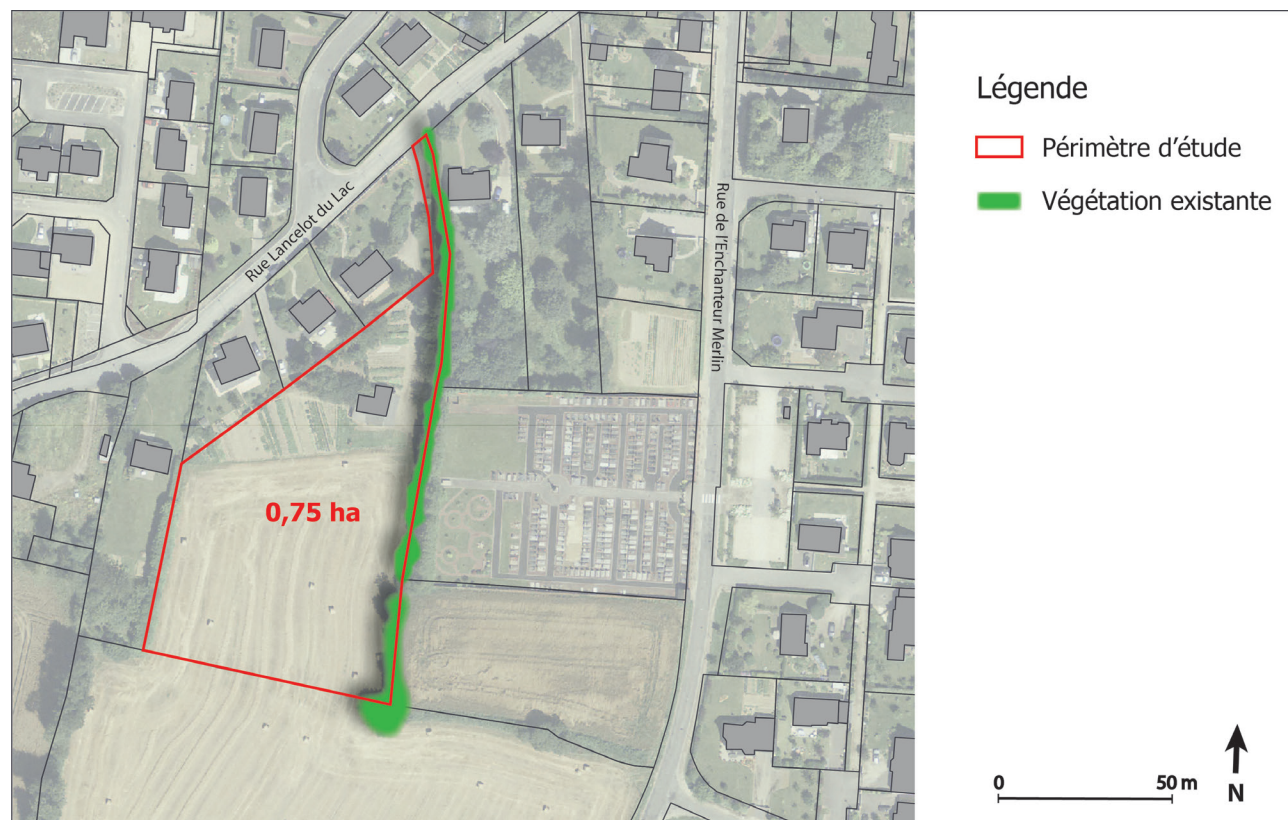 Légende
Périmètre d'étude
Végétation existante
Rue Lancelot du Lac
Rue de l'Enchanteur Merlin
0,75 ha
0 50 m
N